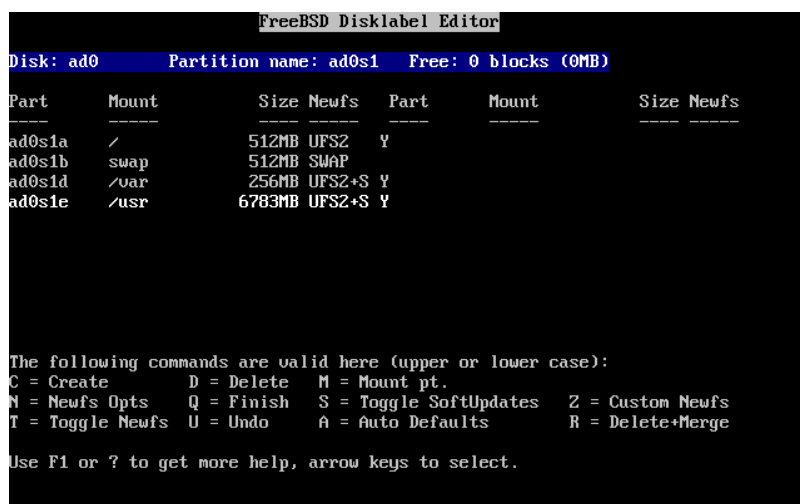 FreeBSD Disklabel Editor
Disk: ad0 Partition name: ad0s1 Free: 0 blocks (0MB)
Part Mount Size Newfs Part Mount Size Newfs
---- ----- ---- ----- ---- ----- ---- -----
ad0s1a / 512MB UFS2 Y
ad0s1b swap 512MB SWAP
ad0s1d /var 256MB UFS2+S Y
ad0s1e /usr 6783MB UFS2+S Y
The following commands are valid here (upper or lower case):
C = Create D = Delete M = Mount pt.
N = Newfs Opts Q = Finish S = Toggle SoftUpdates Z = Custom Newfs
T = Toggle Newfs U = Undo A = Auto Defaults R = Delete+Merge
Use F1 or ? to get more help, arrow keys to select.